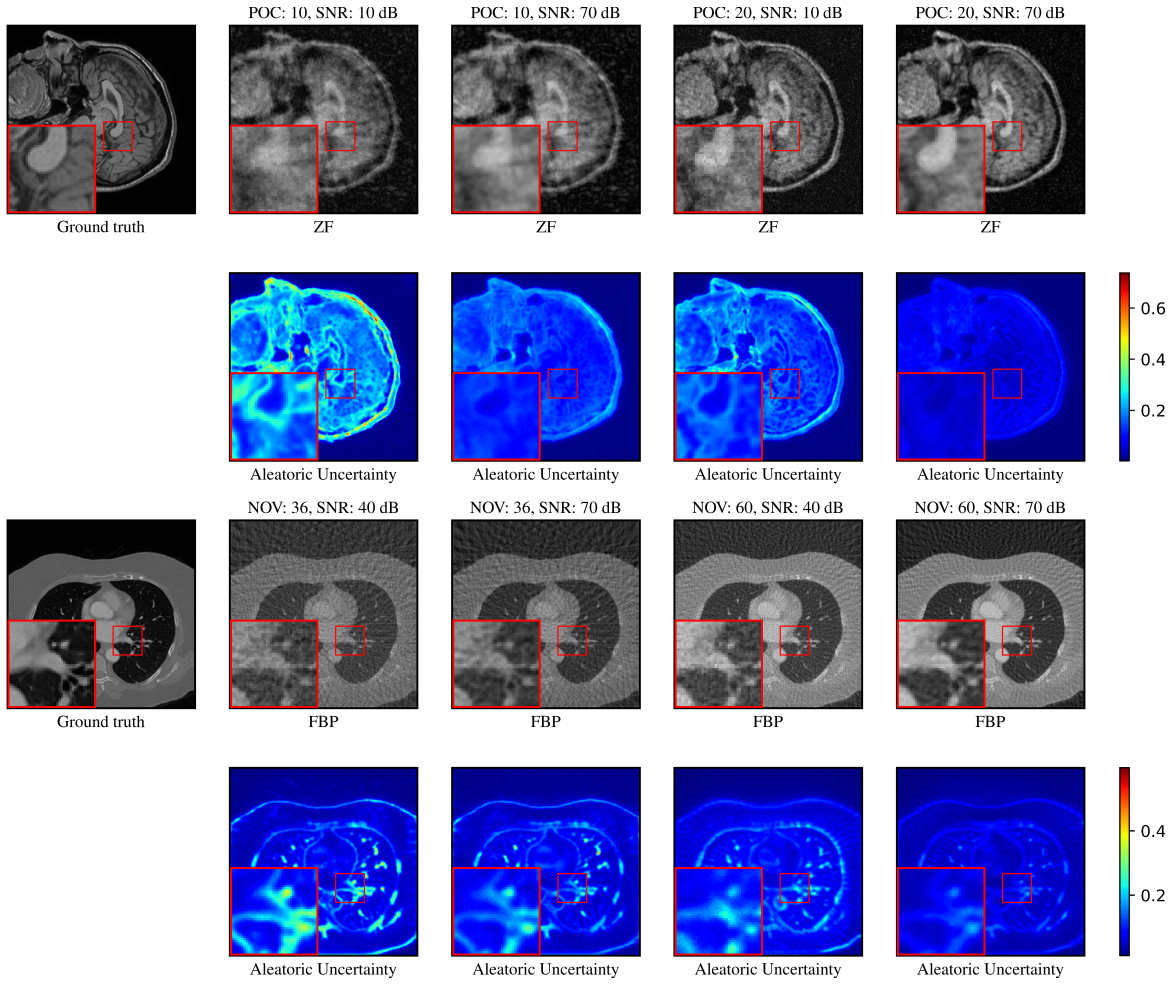 POC: 10, SNR: 10 dB POC: 10, SNR: 70 dB POC: 20, SNR: 10 dB POC: 20, SNR: 70 dB
Ground truth ZF ZF ZF ZF
0.6
0.4
0.2
Aleatoric Uncertainty Aleatoric Uncertainty Aleatoric Uncertainty Aleatoric Uncertainty
NOV: 36, SNR: 40 dB NOV: 36, SNR: 70 dB NOV: 60, SNR: 40 dB NOV: 60, SNR: 70 dB
Ground truth FBP FBP FBP FBP
0.4
0.2
Aleatoric Uncertainty Aleatoric Uncertainty Aleatoric Uncertainty Aleatoric Uncertainty